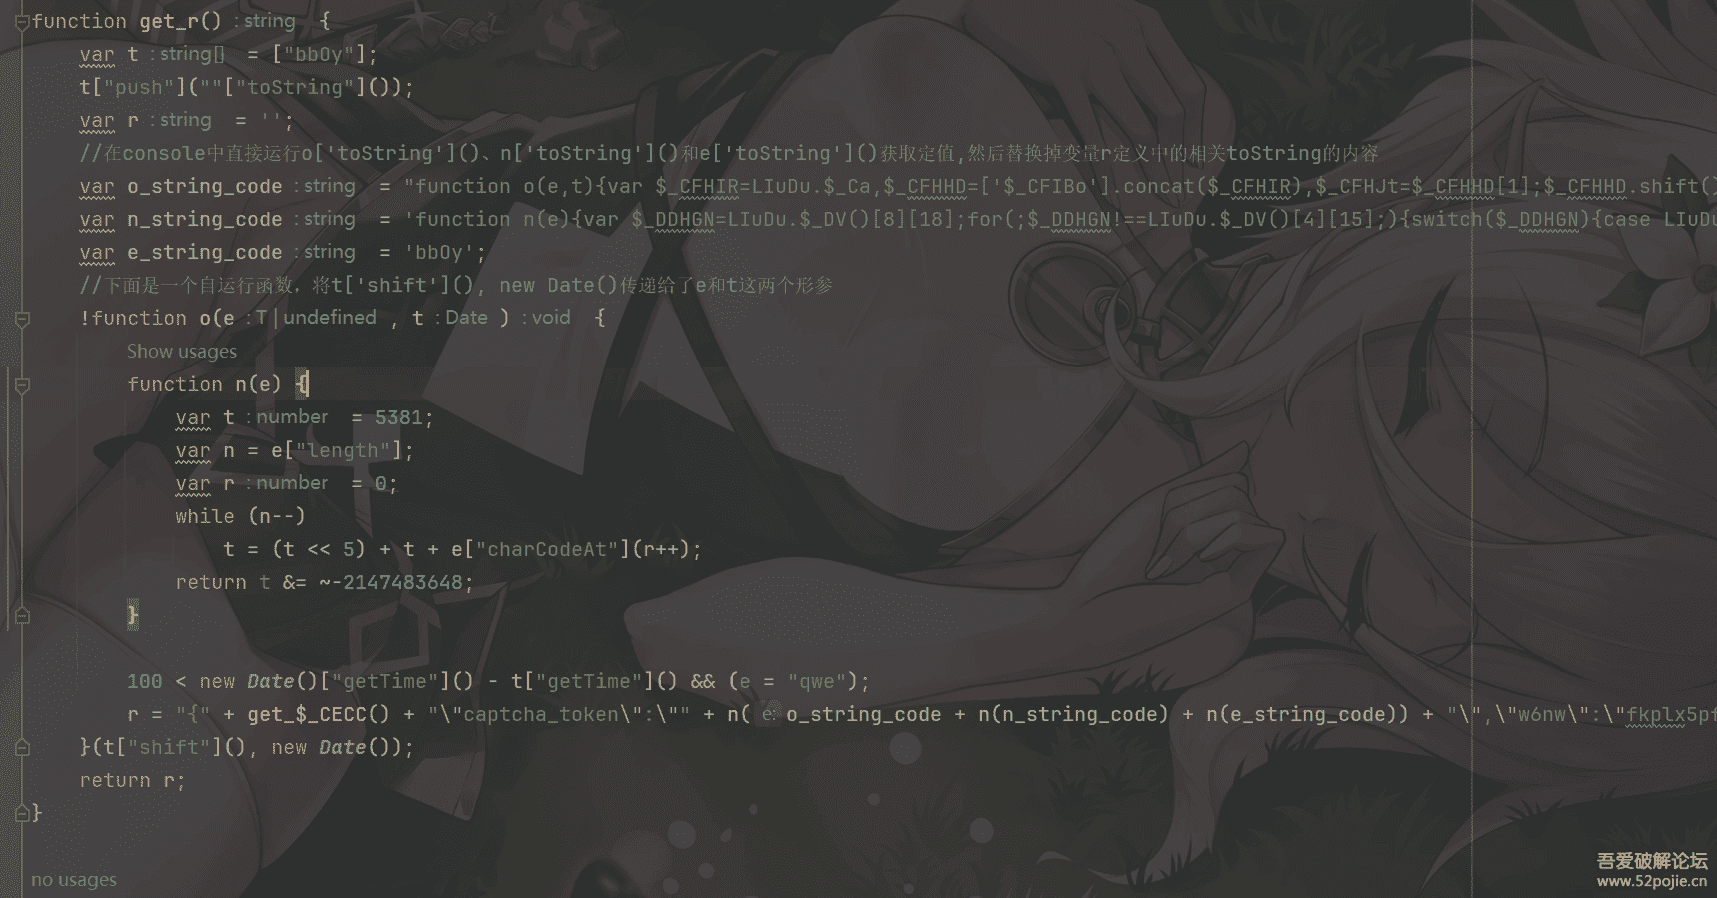 function get_r() : string {
var t : string[] = ["bbOy"];
t["push"](""["toString"]());
var r : string = '';
//在console中直接运行o['toString']()、n['toString']()和e['toString']()获取定值,然后替换掉变量r定义中的相关toString的内容
var o_string_code : string = "function o(e,t){var $_CFHIR=LIuDu.$_Ca,$_CFHHD=['$_CFIBo'].concat($_CFHIR),$_CFHJt=$_CFHHD[1];$_CFHHD.shift()
var n_string_code : string = 'function n(e){var $_DDHGN=LIuDu.$_DV()[8][18];for(;$_DDHGN!==LIuDu.$_DV()[4][15];){switch($_DDHGN){case LIuDu
var e_string_code : string = 'bbOy';
//下面是一个自运行函数，将t['shift'](), new Date()传递给了e和t这两个形参
!function o(e : T | undefined , t : Date ) : void {
Show usages
function n(e) {
var t : number = 5381;
var n = e["length"];
var r : number = 0;
while (n--)
t = (t << 5) + t + e["charCodeAt"](r++);
return t &= ~-2147483648;
}
100 < new Date()["getTime"]() - t["getTime"]() && (e = "qwe");
r = "{" + get_$_CECC() + "\"captcha_token\":\"" + n( e: o_string_code + n(n_string_code) + n(e_string_code)) + "\",\"w6nw\":\"fkplx5pf
}(t["shift"](), new Date());
return r;
}
no usages
吾爱破解论坛
www.52pojie.cn